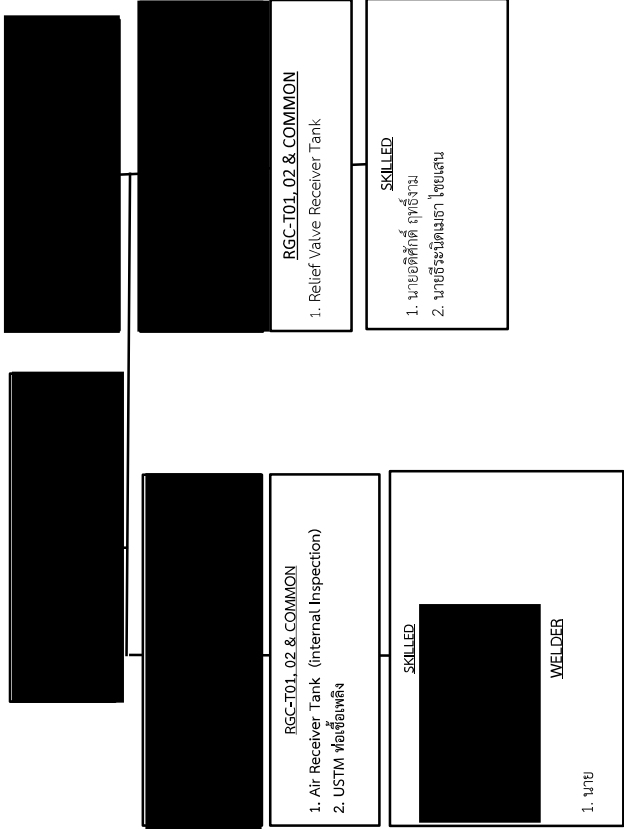 RGC-T01, 02 & COMMON
1. Air Receiver Tank (internal Inspection)
2. USTM ท่อเชื้อเพลิง
SKILLED
WELDER
1. นาย
RGC-T01, 02 & COMMON
1. Relief Valve Receiver Tank
SKILLED
1. นายอดิศักดิ์ ฤทธิ์งาม
2. นายธีระนิตเมธา ไชยเสน